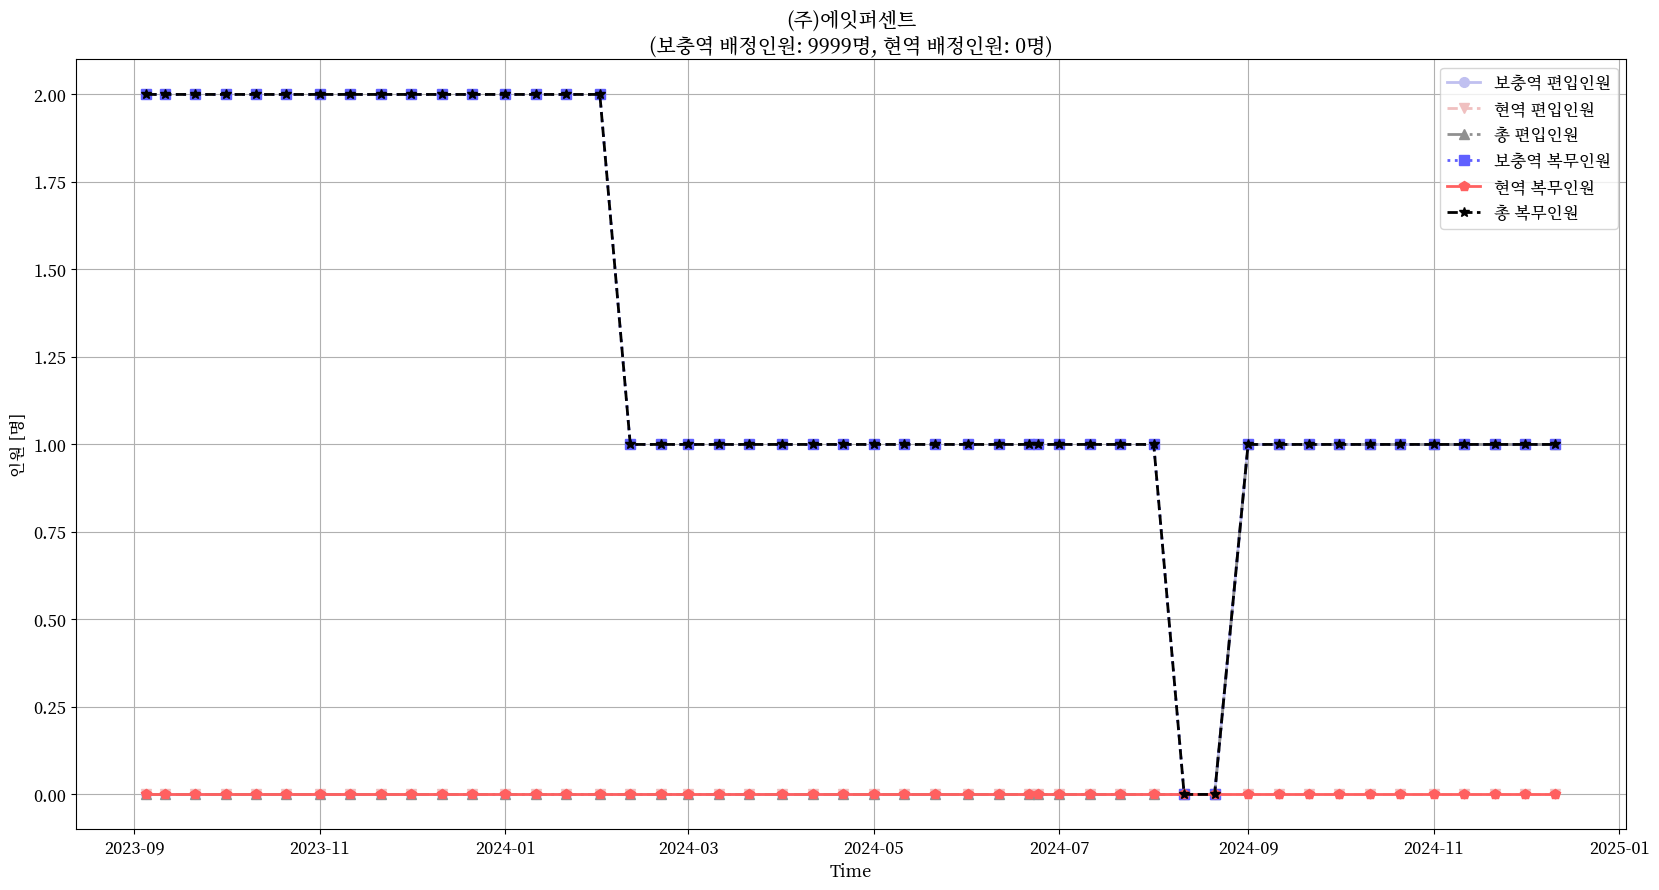 (주)에잇퍼센트
(보충역 배정인원: 9999명, 현역 배정인원: 0명)
보충역 편입인원
현역 편입인원
총 편입인원
보충역 복무인원
현역 복무인원
총 복무인원
인원 [명]
2.00
1.75
1.50
1.25
1.00
0.75
0.50
0.25
0.00
2023-09 2023-11 2024-01 2024-03 2024-05 2024-07 2024-09 2024-11 2025-01
Time